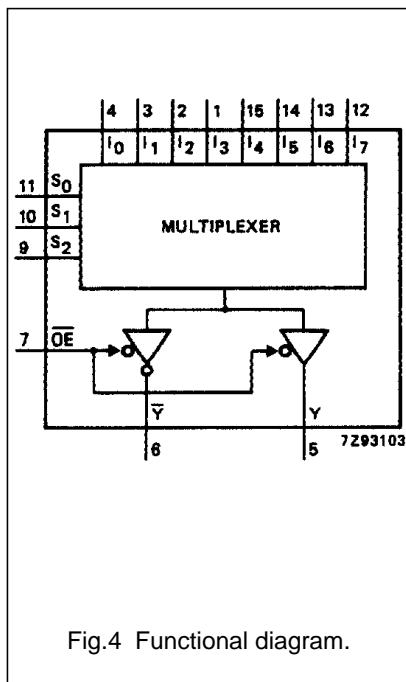 4 3 2 1 15 14 13 12
I0 I1 I2 I3 I4 I5 I6 I7
11 S0
10 S1
9 S2
MULTIPLEXER
7 O̅E̅
Y̅ Y
6 5 7Z93103
Fig.4 Functional diagram.